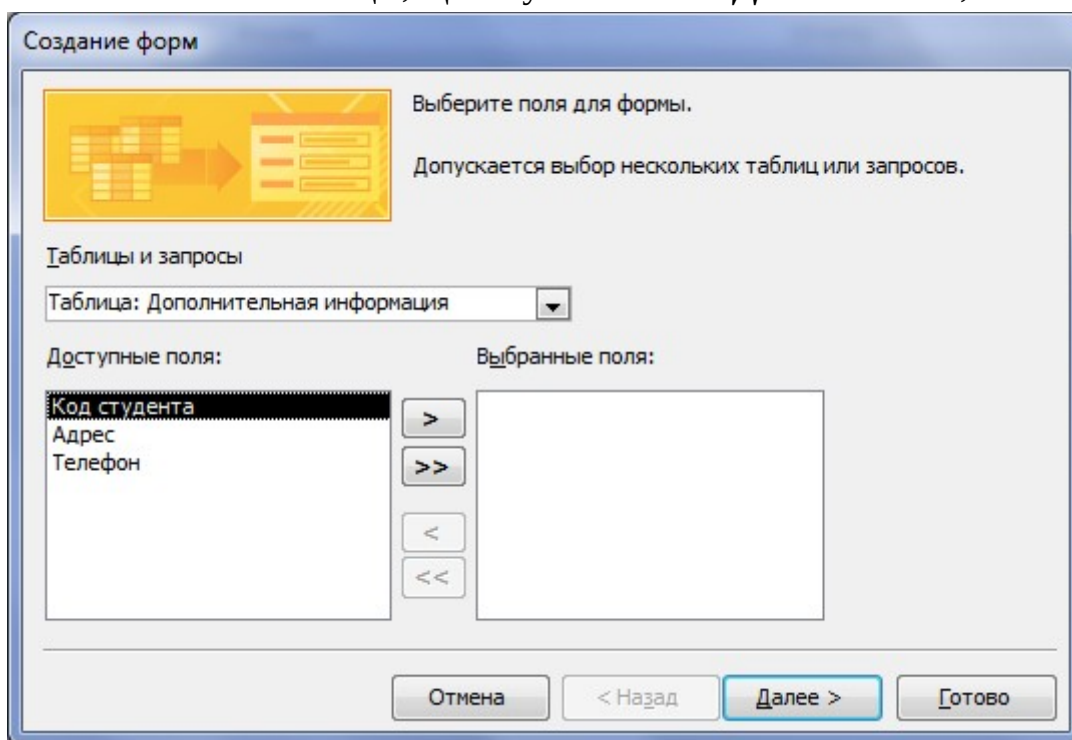 Создание форм
Выберите поля для формы.
Допускается выбор нескольких таблиц или запросов.
Таблицы и запросы
Таблица: Дополнительная информация
Доступные поля:
Выбранные поля:
Код студента
Адрес
Телефон
>
>>
<
<<
Отмена
< Назад
Далее >
Готово